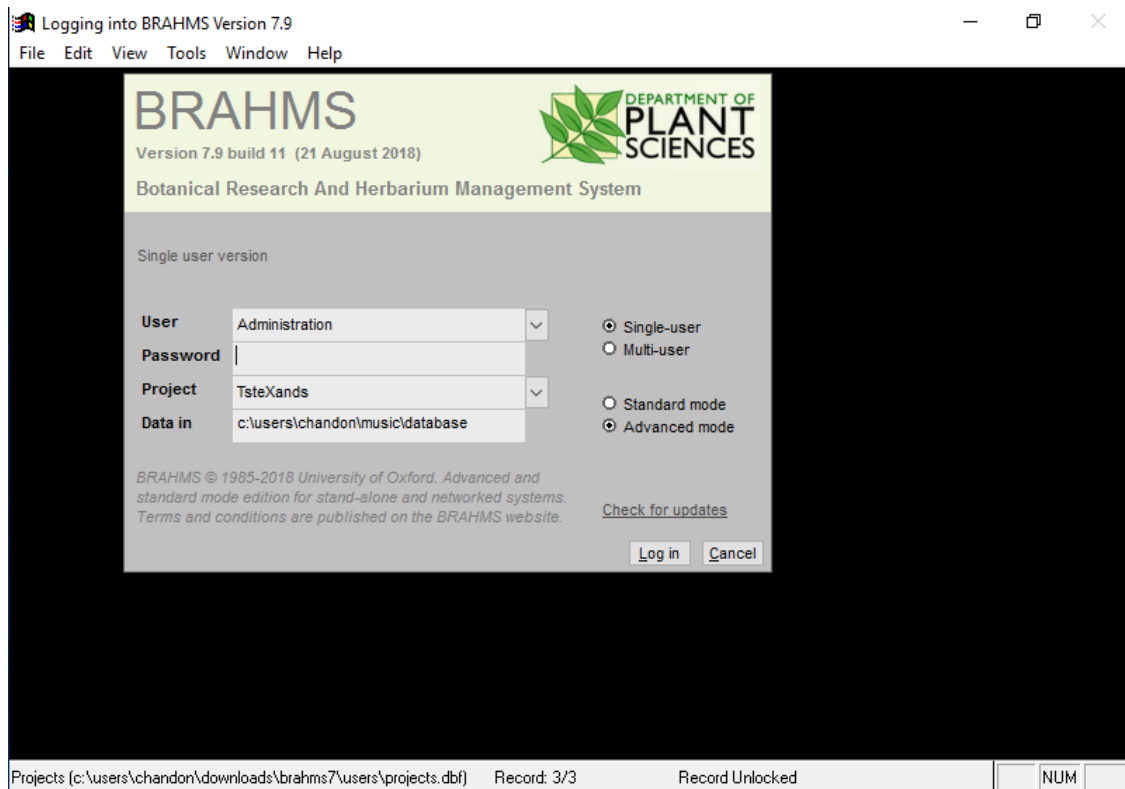 Logging into BRAHMS Version 7.9
File Edit View Tools Window Help
BRAHMS
Version 7.9 build 11 (21 August 2018)
Botanical Research And Herbarium Management System
DEPARTMENT OF
PLANT
SCIENCES
Single user version
User Administration
Password
Project TsteXands
Data in c:\users\chandon\music\database
Single-user
Multi-user
Standard mode
Advanced mode
BRAHMS © 1985-2018 University of Oxford. Advanced and
standard mode edition for stand-alone and networked systems.
Terms and conditions are published on the BRAHMS website.
Check for updates
Log in Cancel
Projects (c:\users\chandon\downloads\brahms7\users\projects.dbf) Record: 3/3 Record Unlocked NUM